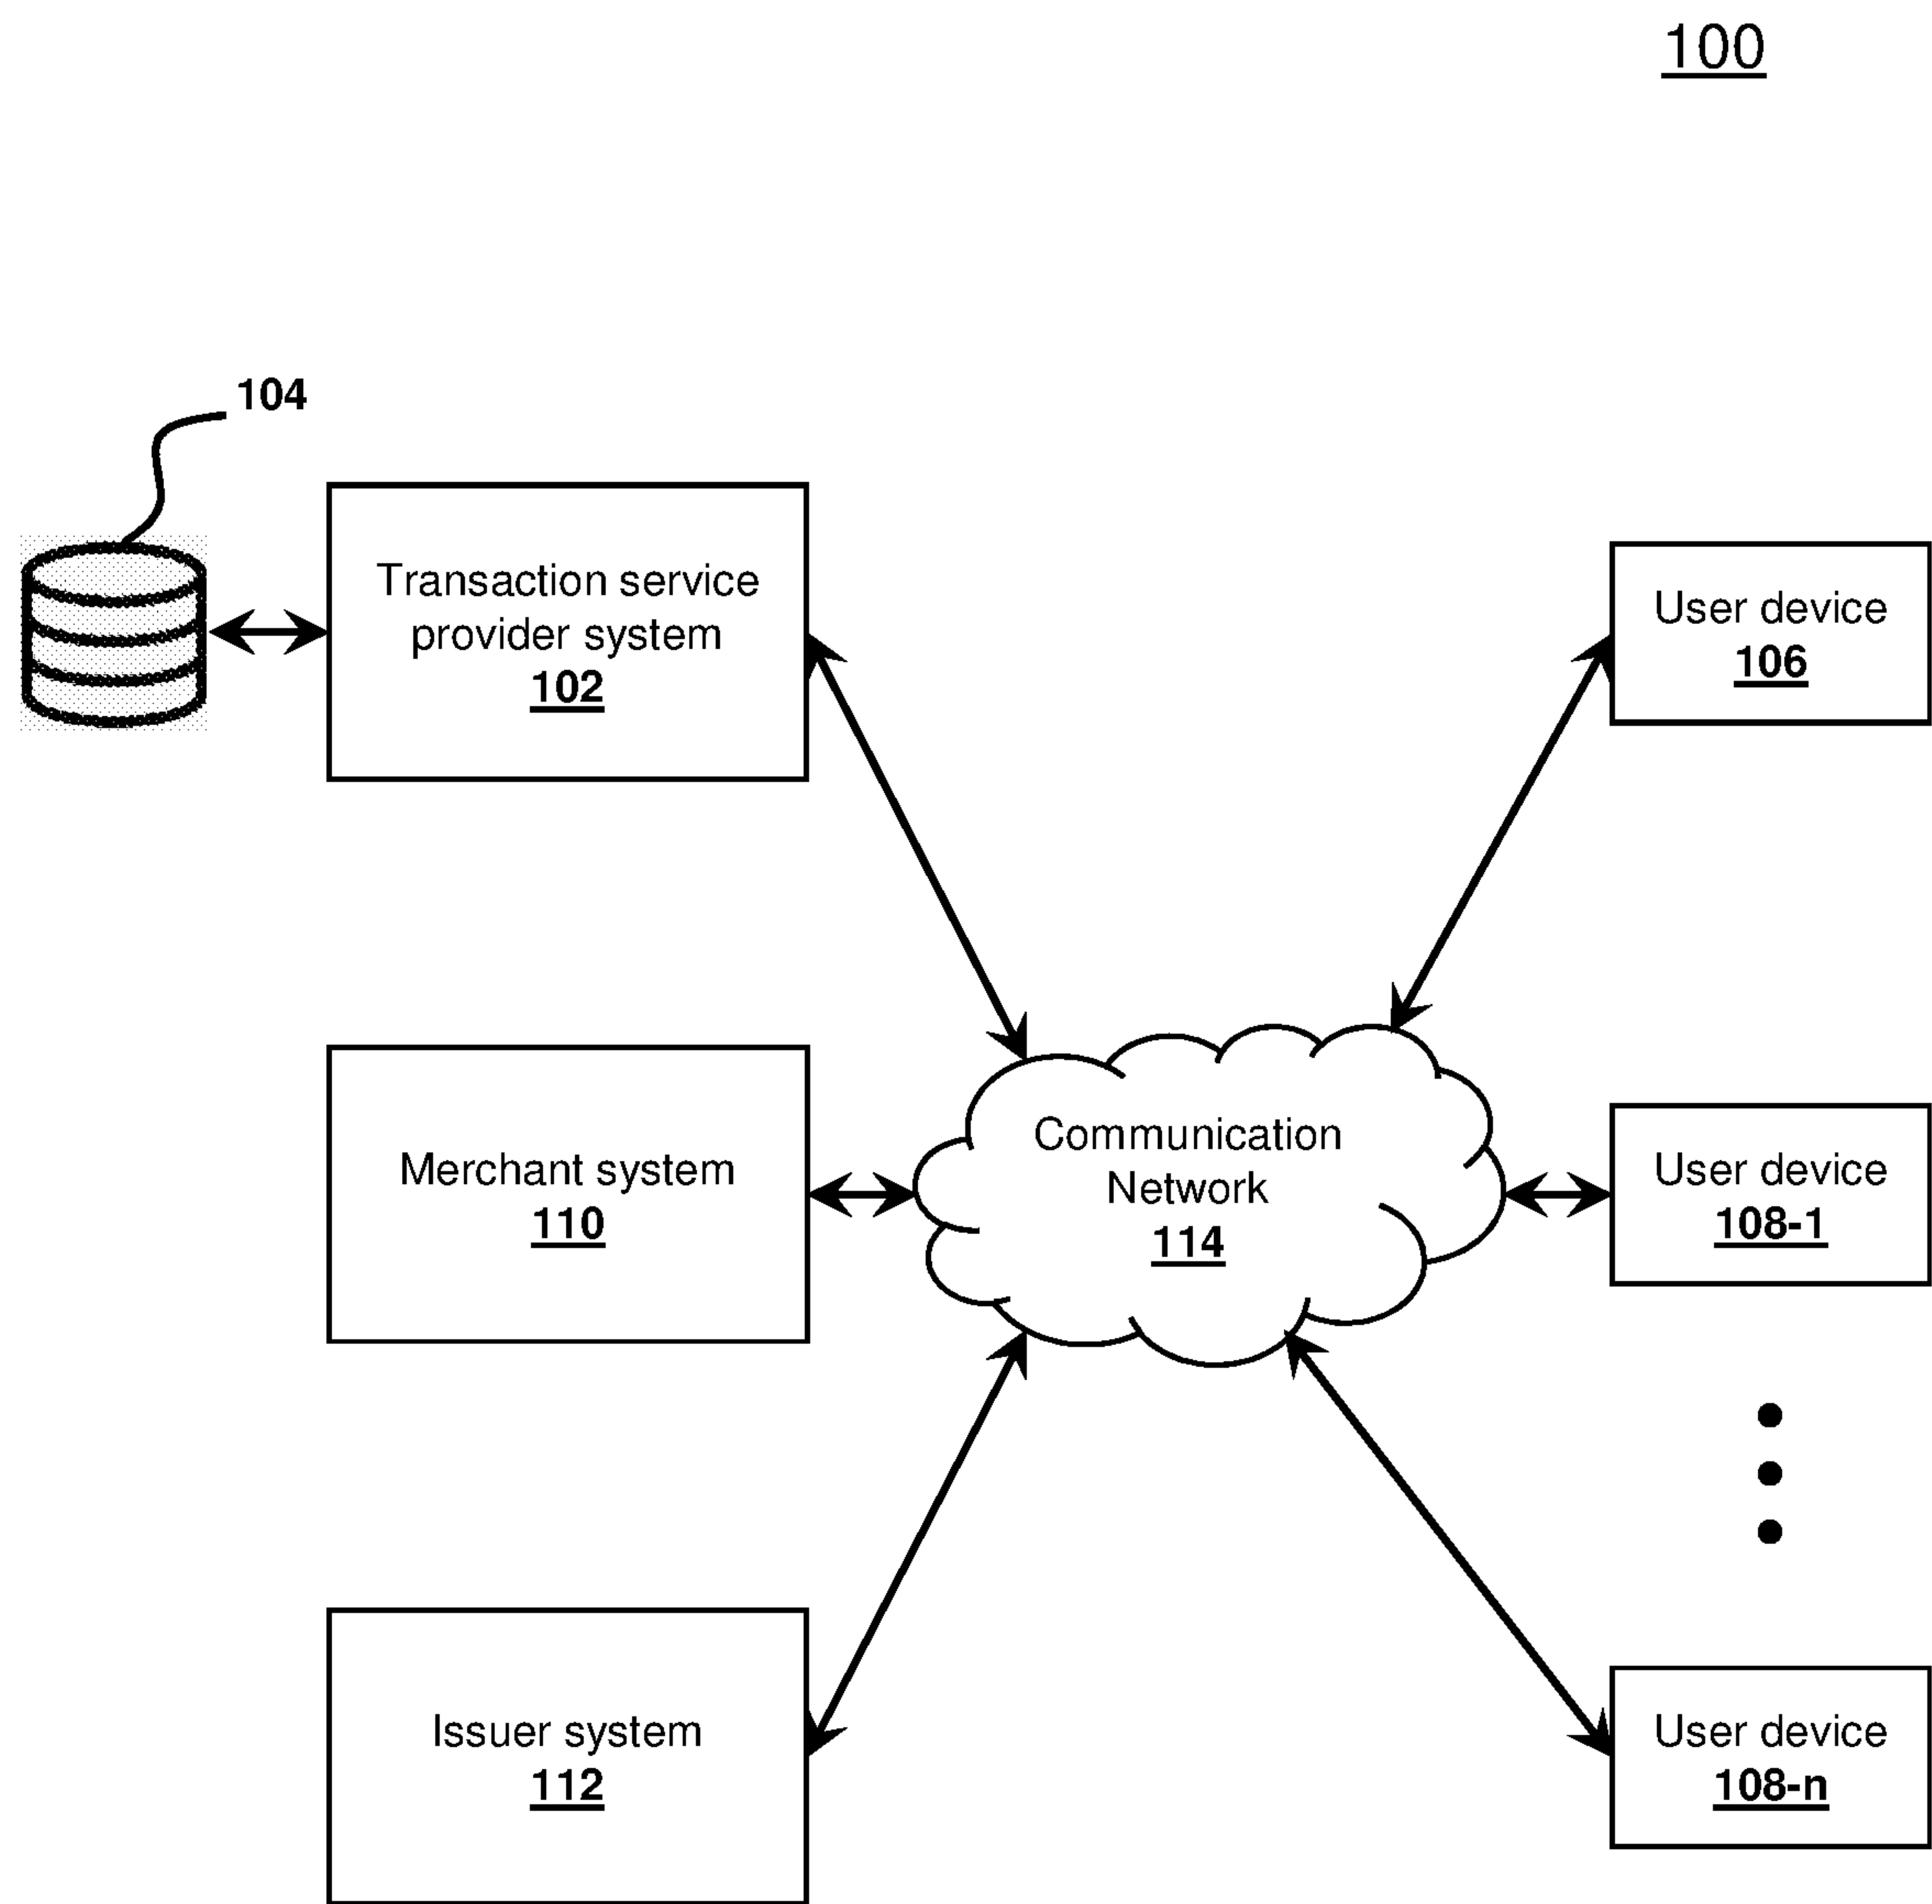 100
104
Transaction service
provider system
102
User device
106
Merchant system
110
Communication
Network
114
User device
108-1
Issuer system
112
User device
108-n